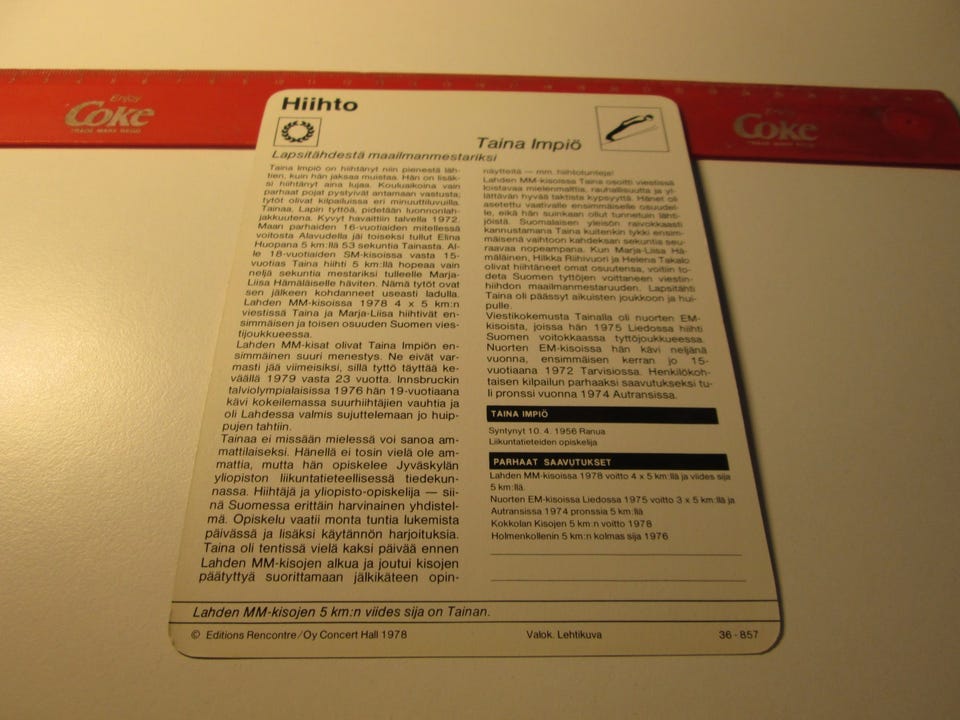 Enjoy
Coke
TRADE MARK REGD
Coke
Hiihto
Taina Impiö
Lapsitähdestä maailmanmestariksi
Taina Impiö on hiihtänyt niin pienestä läh-
tien, kuin hän jaksaa muistaa. Hän on lisäk-
si hiihtänyt aina lujaa. Kouluaikoina vain
parhaat pojat pystyivät antamaan vastusta;
tytöt olivat kilpailuissa eri minuuttiluvuilla.
Tainaa, Lapin tyttöä, pidetään luonnonlah-
jakkuutena. Kyvyt havaittiin talvella 1972.
Maan parhaiden 16-vuotiaiden mitellessä
voitosta Alavudella jäi toiseksi tullut Elina
Huopana 5 km:llä 53 sekuntia Tainasta. Al-
le 18-vuotiaiden SM-kisoissa vasta 15-
vuotias Taina hiihti 5 km:llä hopeaa vain
neljä sekuntia mestariksi tulleelle Marja-
Liisa Hämäläiselle häviten. Nämä tytöt ovat
sen jälkeen kohdanneet useasti ladulla.
Lahden MM-kisoissa 1978 4 x 5 km:n
viestissä Taina ja Marja-Liisa hiihtivät en-
simmäisen ja toisen osuuden Suomen vies-
tijoukkueessa.
Lahden MM-kisat olivat Taina Impiön en-
simmäinen suuri menestys. Ne eivät var-
masti jää viimeisiksi, sillä tyttö täyttää ke-
väällä 1979 vasta 23 vuotta. Innsbruckin
talviolympialaisissa 1976 hän 19-vuotiaana
kävi kokeilemassa suurhiihtäjien vauhtia ja
oli Lahdessa valmis sujuttelemaan jo huip-
pujen tahtiin.
Tainaa ei missään mielessä voi sanoa am-
mattilaiseksi. Hänellä ei tosin vielä ole am-
mattia, mutta hän opiskelee Jyväskylän
yliopiston liikuntatieteellisessä tiedekun-
nassa. Hiihtäjä ja yliopisto-opiskelija — sii-
nä Suomessa erittäin harvinainen yhdistel-
mä. Opiskelu vaatii monta tuntia lukemista
päivässä ja lisäksi käytännön harjoituksia.
Taina oli tentissä vielä kaksi päivää ennen
Lahden MM-kisojen alkua ja joutui kisojen
päätyttyä suorittamaan jälkikäteen opin-
näytteitä — mm. hiihtotunteja!
Lahden MM-kisoissa Taina osoitti viestissä
loistavaa mielenmalttia, rauhallisuutta ja yl-
lättävän hyvää taktista kypsyyttä. Hänet oli
asetettu vaativalle ensimmäiselle osuudel-
le, eikä hän suinkaan ollut tunnetuin lähti-
jöistä. Suomalaisen yleisön raivokkaasti
kannustamana Taina kuitenkin tykki ensim-
mäisenä vaihtoon kahdeksan sekuntia seu-
raavaa nopeampana. Kun Marja-Liisa Hä-
mäläinen, Hilkka Riihivuori ja Helena Takalo
olivat hiihtäneet omat osuutensa, voitiin to-
deta Suomen tyttöjen voittaneen viestin-
hiihdon maailmanmestaruuden. Lapsitähti
Taina oli päässyt aikuisten joukkoon ja hui-
pulle.
Viestikokemusta Tainalla oli nuorten EM-
kisoista, joissa hän 1975 Liedossa hiihti
Suomen voitokkaassa tyttöjoukkueessa.
Nuorten EM-kisoissa hän kävi neljänä
vuonna, ensimmäisen kerran jo 15-
vuotiaana 1972 Tarvisiossa. Henkilökoh-
taisen kilpailun parhaaksi saavutukseksi tu-
li pronssi vuonna 1974 Autransissa.
TAINA IMPIÖ
Syntynyt 10. 4. 1956 Ranua
Liikuntatieteiden opiskelija
PARHAAT SAAVUTUKSET
Lahden MM-kisoissa 1978 voitto 4 x 5 km:llä ja viides sija
5 km:llä.
Nuorten EM-kisoissa Liedossa 1975 voitto 3 x 5 km:llä ja
Autransissa 1974 pronssia 5 km:llä
Kokkolan Kisojen 5 km:n voitto 1978
Holmenkollenin 5 km:n kolmas sija 1976
Lahden MM-kisojen 5 km:n viides sija on Tainan.
© Editions Rencontre/Oy Concert Hall 1978
Valok. Lehtikuva
36 - 857